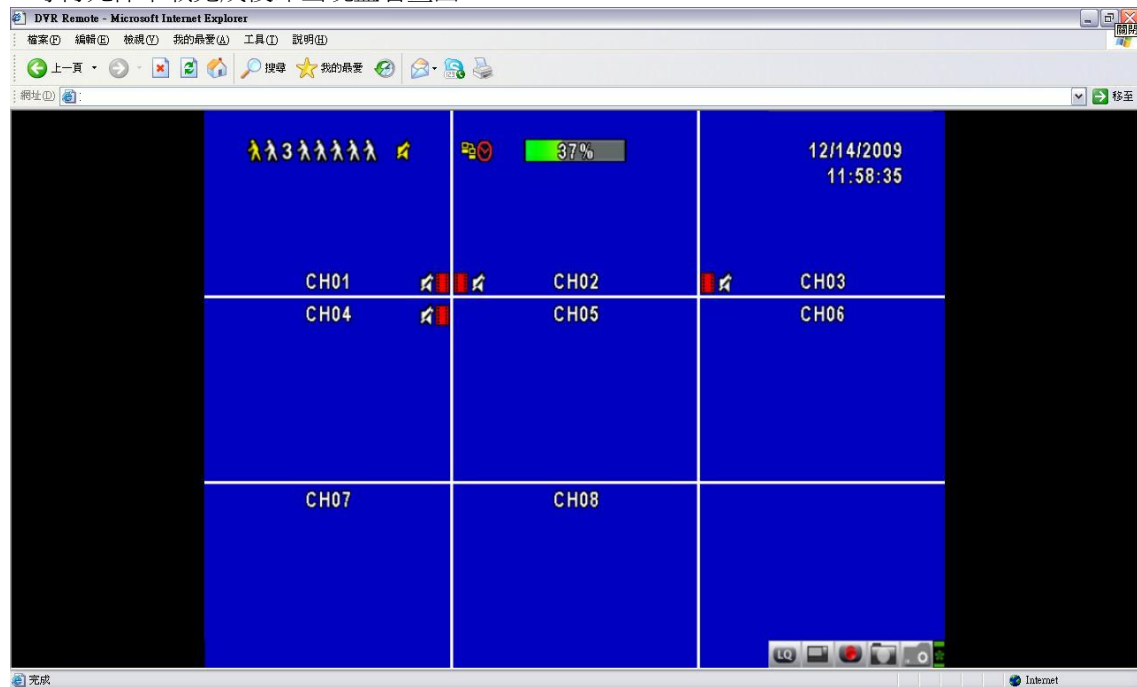 DVR Remote - Microsoft Internet Explorer
關閉
檔案(F) 編輯(E) 檢視(V) 我的最愛(A) 工具(T) 說明(H)
上一頁 搜尋 我的最愛
網址(D) : 移至
3 37% 12/14/2009
11:58:35
CH01 CH02 CH03
CH04 CH05 CH06
CH07 CH08
LQ
完成 Internet